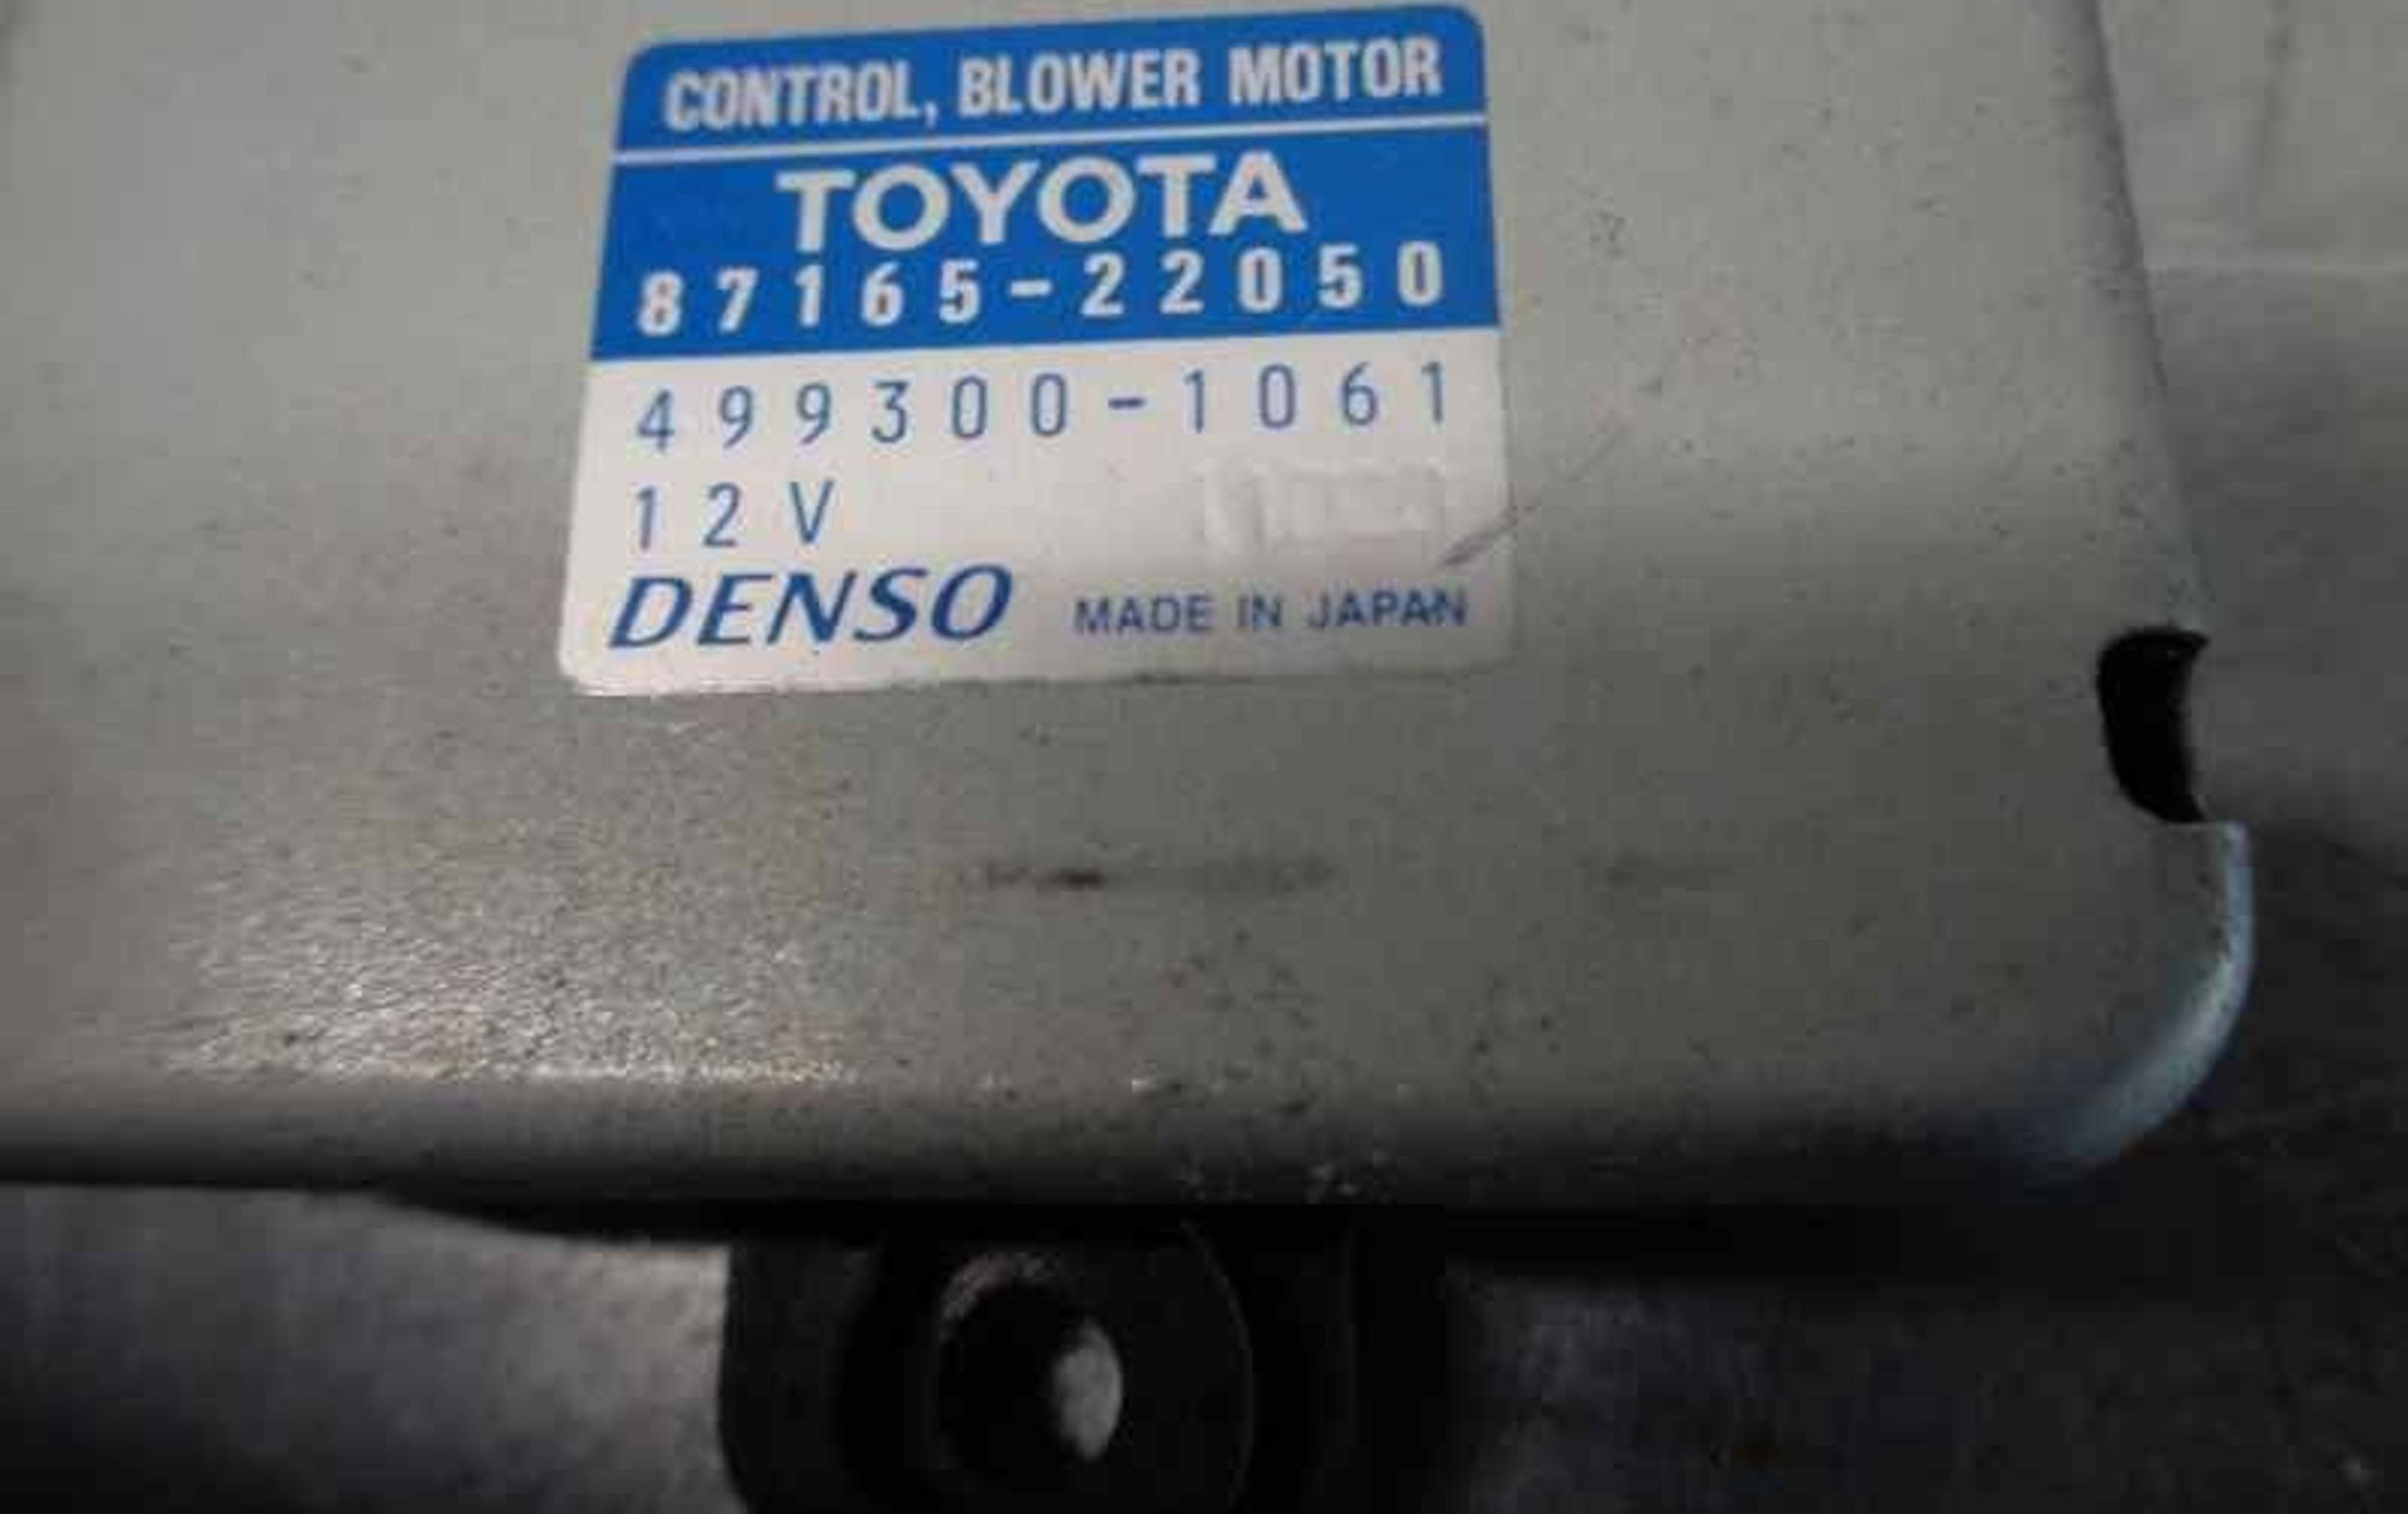 CONTROL, BLOWER MOTOR
TOYOTA
87165-22050
499300-1061
12V
DENSO MADE IN JAPAN